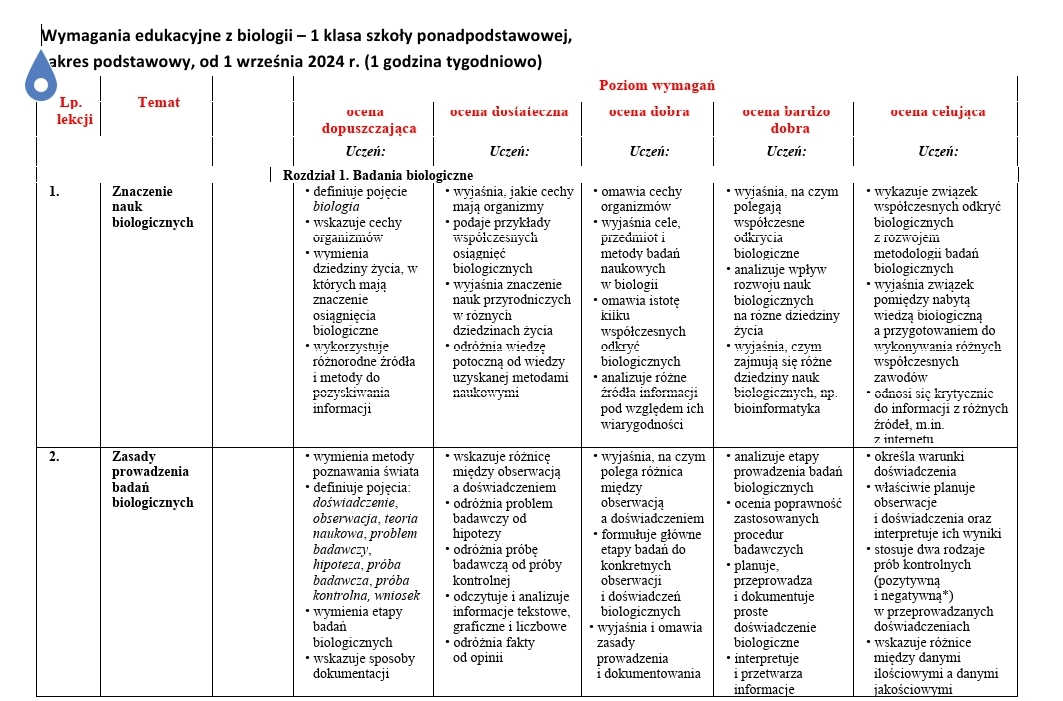 Wymagania edukacyjne z biologii – 1 klasa szkoły ponadpodstawowej,
akres podstawowy, od 1 września 2024 r. (1 godzina tygodniowo)
Poziom wymagań
Lp.
lekcji
Temat
ocena
dopuszczająca
ocena dostateczna
ocena dobra
ocena bardzo
dobra
ocena celująca
Uczeń:
Uczeń:
Uczeń:
Uczeń:
Uczeń:
Rozdział 1. Badania biologiczne
1.
Znaczenie
nauk
biologicznych
• definiuje pojęcie
biologia
• wskazuje cechy
organizmów
• wymienia
dziedziny życia, w
których mają
znaczenie
osiągnięcia
biologiczne
• wykorzystuje
różnorodne źródła
i metody do
pozyskiwania
informacji
• wyjaśnia, jakie cechy
mają organizmy
• podaje przykłady
współczesnych
osiągnięć
biologicznych
• wyjaśnia znaczenie
nauk przyrodniczych
w różnych
dziedzinach życia
• odróżnia wiedzę
potoczną od wiedzy
uzyskanej metodami
naukowymi
• omawia cechy
organizmów
• wyjaśnia cele,
przedmiot i
metody badań
naukowych
w biologii
• omawia istotę
kilku
współczesnych
odkryć
biologicznych
• analizuje różne
źródła informacji
pod względem ich
wiarygodności
• wyjaśnia, na czym
polegają
współczesne
odkrycia
biologiczne
• analizuje wpływ
rozwoju nauk
biologicznych
na różne dziedziny
życia
• wyjaśnia, czym
zajmują się różne
dziedziny nauk
biologicznych, np.
bioinformatyka
• wykazuje związek
współczesnych odkryć
biologicznych
z rozwojem
metodologii badań
biologicznych
• wyjaśnia związek
pomiędzy nabytą
wiedzą biologiczną
a przygotowaniem do
wykonywania różnych
współczesnych
zawodów
• odnosi się krytycznie
do informacji z różnych
źródeł, m.in.
z internetu
2.
Zasady
prowadzenia
badań
biologicznych
• wymienia metody
poznawania świata
• definiuje pojęcia:
doświadczenie,
obserwacja, teoria
naukowa, problem
badawczy,
hipoteza, próba
badawcza, próba
kontrolna, wniosek
• wymienia etapy
badań
biologicznych
• wskazuje sposoby
dokumentacji
• wskazuje różnicę
między obserwacją
a doświadczeniem
• odróżnia problem
badawczy od
hipotezy
• odróżnia próbę
badawczą od próby
kontrolnej
• odczytuje i analizuje
informacje tekstowe,
graficzne i liczbowe
• odróżnia fakty
od opinii
• wyjaśnia, na czym
polega różnica
między
obserwacją
a doświadczeniem
• formułuje główne
etapy badań do
konkretnych
obserwacji
i doświadczeń
biologicznych
• wyjaśnia i omawia
zasady
prowadzenia
i dokumentowania
• analizuje etapy
prowadzenia badań
biologicznych
• ocenia poprawność
zastosowanych
procedur
badawczych
• planuje,
przeprowadza
i dokumentuje
proste
doświadczenie
biologiczne
• interpretuje
i przetwarza
informacje
• określa warunki
doświadczenia
• właściwie planuje
obserwacje
i doświadczenia oraz
interpretuje ich wyniki
• stosuje dwa rodzaje
prób kontrolnych
(pozytywną
i negatywną*)
w przeprowadzanych
doświadczeniach
• wskazuje różnice
między danymi
ilościowymi a danymi
jakościowymi